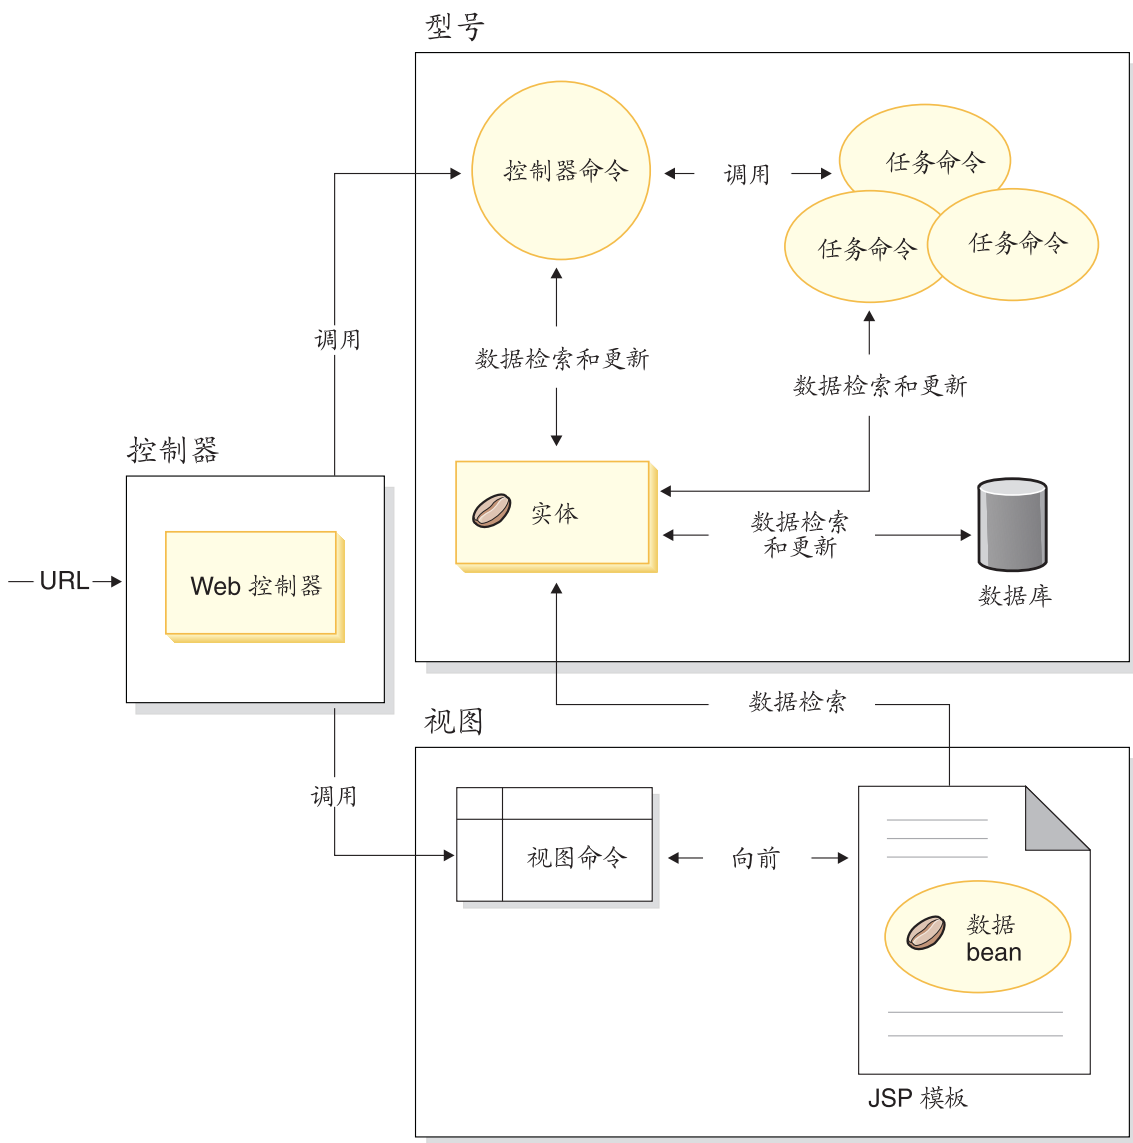 型号
控制器命令
调用
任务命令
任务命令
任务命令
调用
数据检索和更新
数据检索和更新
控制器
实体
数据检索
和更新
URL
Web 控制器
数据库
数据检索
视图
调用
视图命令
向前
数据
bean
JSP 模板